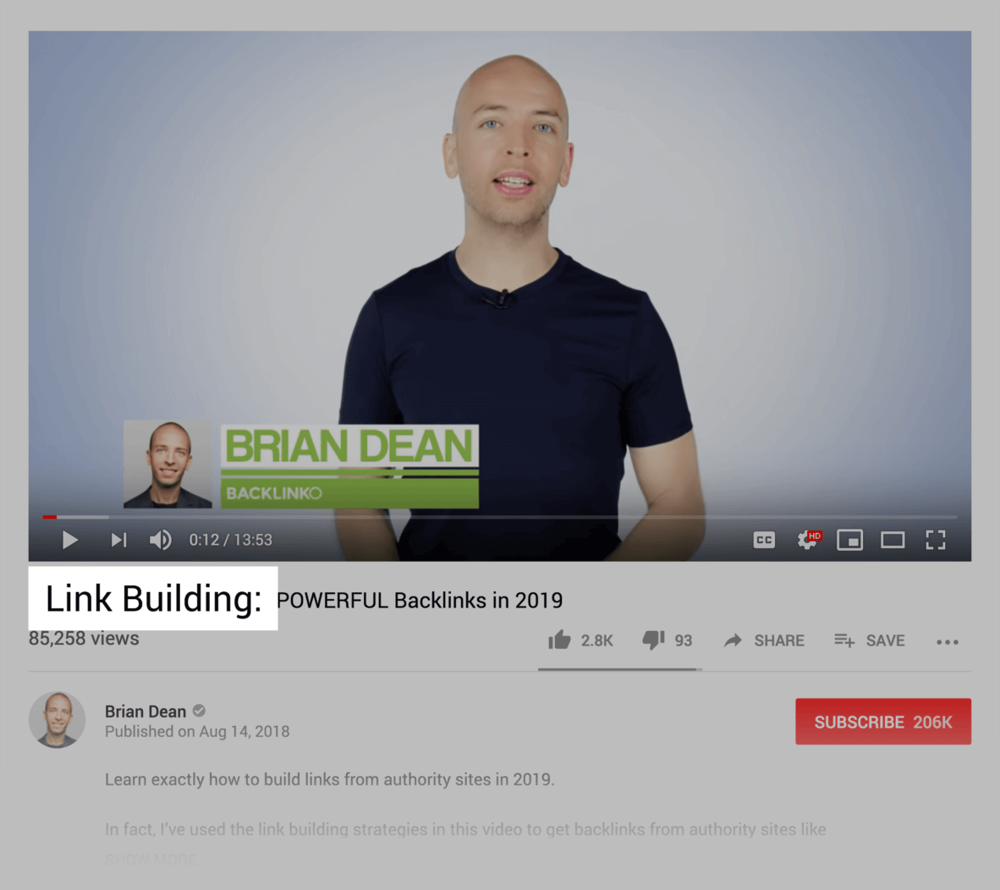 BRIAN DEAN
BACKLINKO
0:12 / 13:53
CC
HD
Link Building: POWERFUL Backlinks in 2019
85,258 views
2.8K
93
SHARE
SAVE
Brian Dean
Published on Aug 14, 2018
SUBSCRIBE 206K
Learn exactly how to build links from authority sites in 2019.
In fact, I've used the link building strategies in this video to get backlinks from authority sites like
SHOW MORE